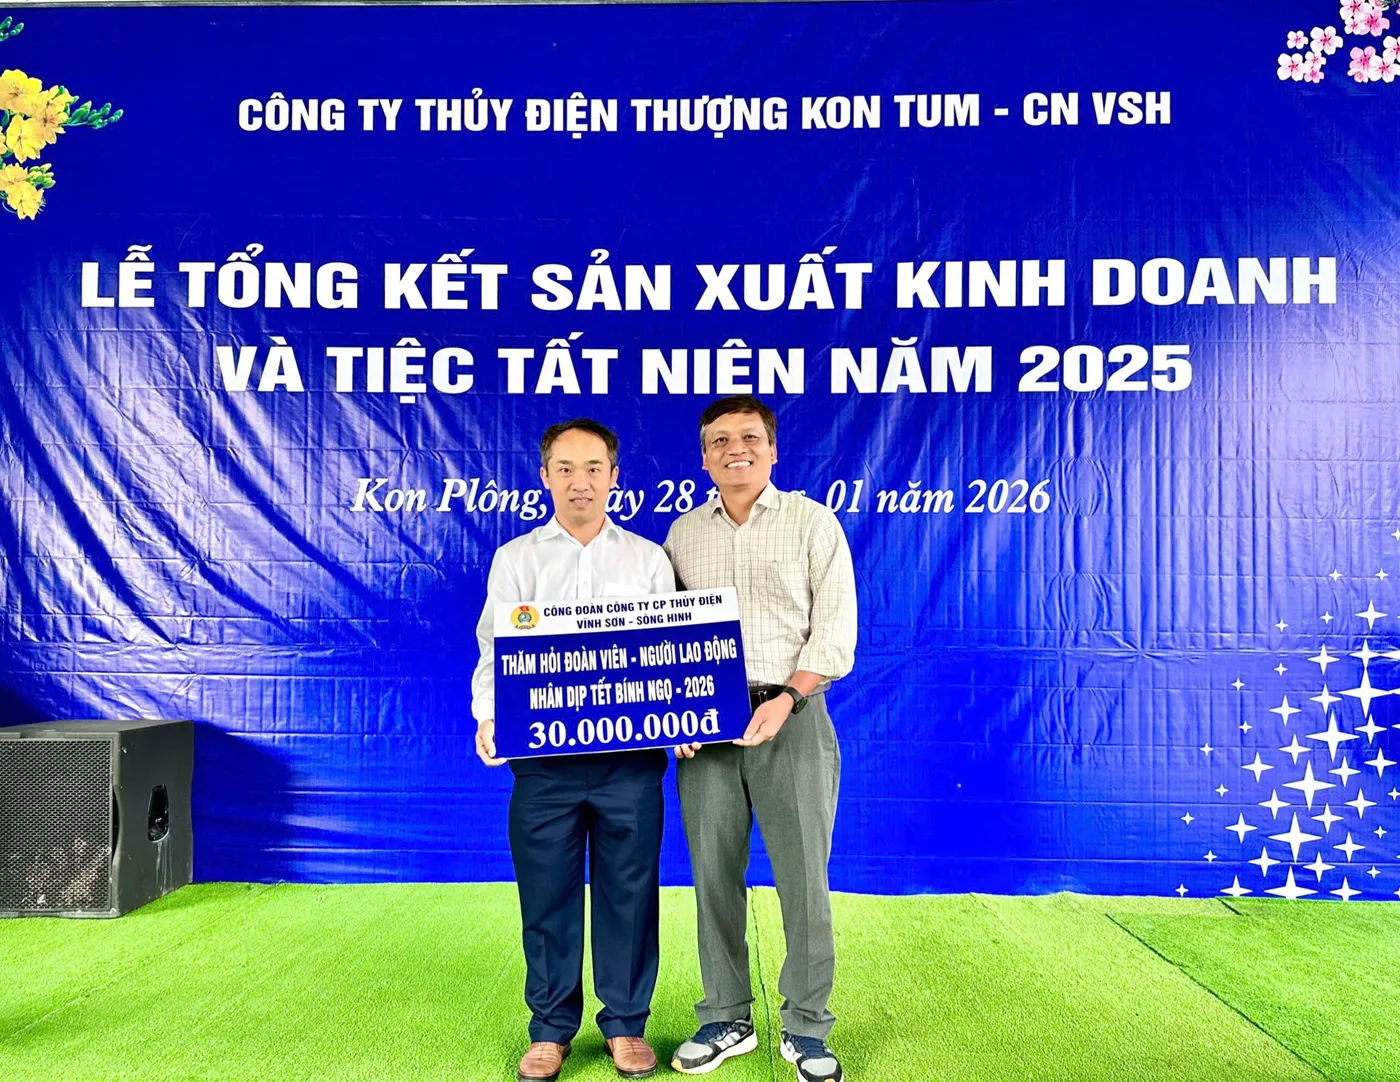 CÔNG TY THỦY ĐIỆN THƯỢNG KON TUM - CN VSH
LỄ TỔNG KẾT SẢN XUẤT KINH DOANH
VÀ TIỆC TẤT NIÊN NĂM 2025
Kon Plông, 28 01 năm 2026
CÔNG ĐOÀN CÔNG TY CP THỦY ĐIỆN
VĨNH SƠN - SÔNG HINH
THĂM HỎI ĐOÀN VIÊN - NGƯỜI LAO ĐỘNG
NHÂN DỊP TẾT BÍNH NGỌ - 2026
30.000.000đ